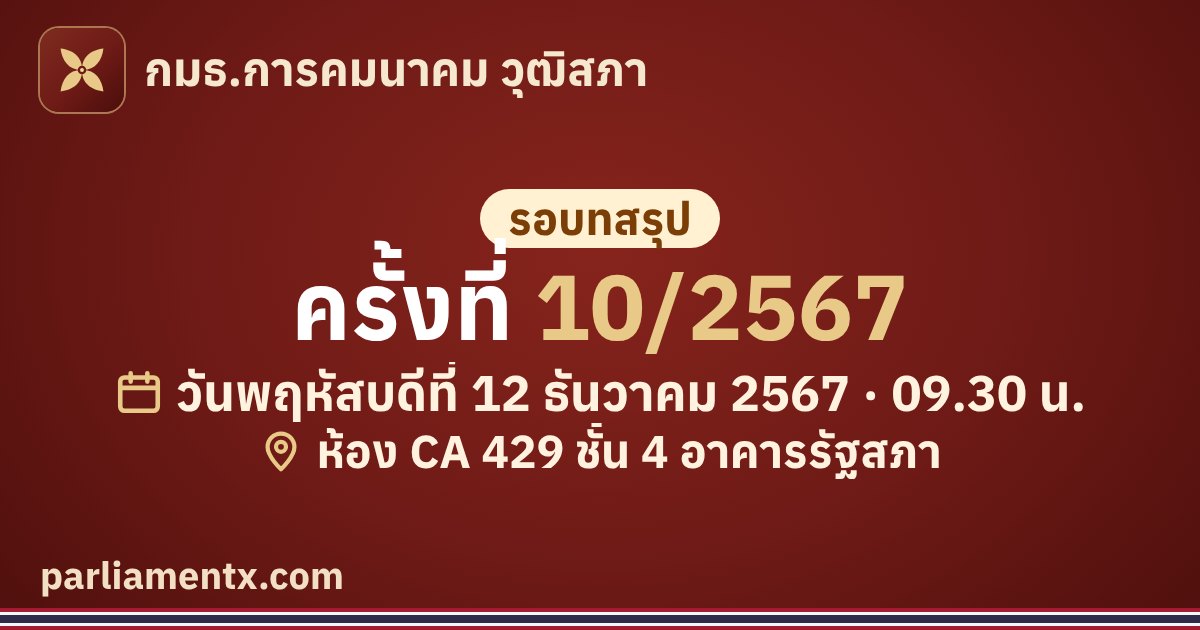 กมธ.การคมนาคม วุฒิสภา
รอบทสรุป
ครั้งที่ 10/2567
วันพฤหัสบดีที่ 12 ธันวาคม 2567 · 09.30 น.
ห้อง CA 429 ชั้น 4 อาคารรัฐสภา
parliamentx.com